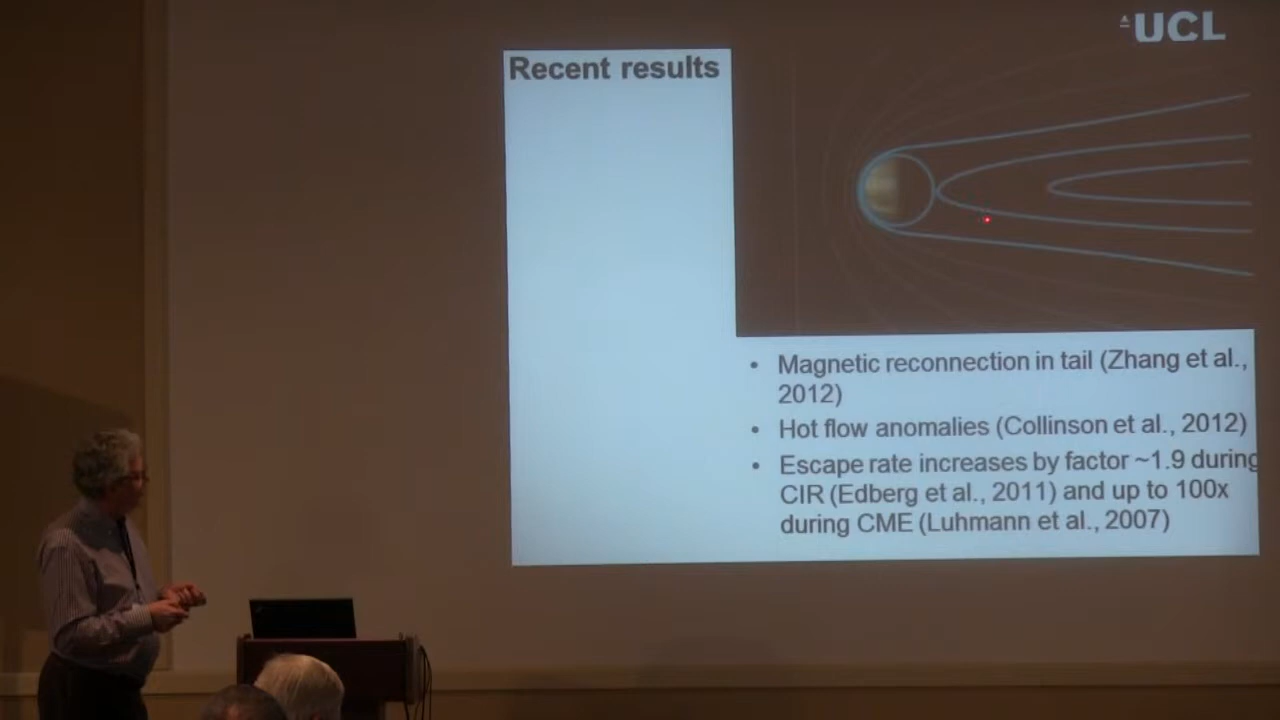 UCL
Recent results
• Magnetic reconnection in tail (Zhang et al.,
2012)
• Hot flow anomalies (Collinson et al., 2012)
• Escape rate increases by factor ~1.9 during
CIR (Edberg et al., 2011) and up to 100x
during CME (Luhmann et al., 2007)